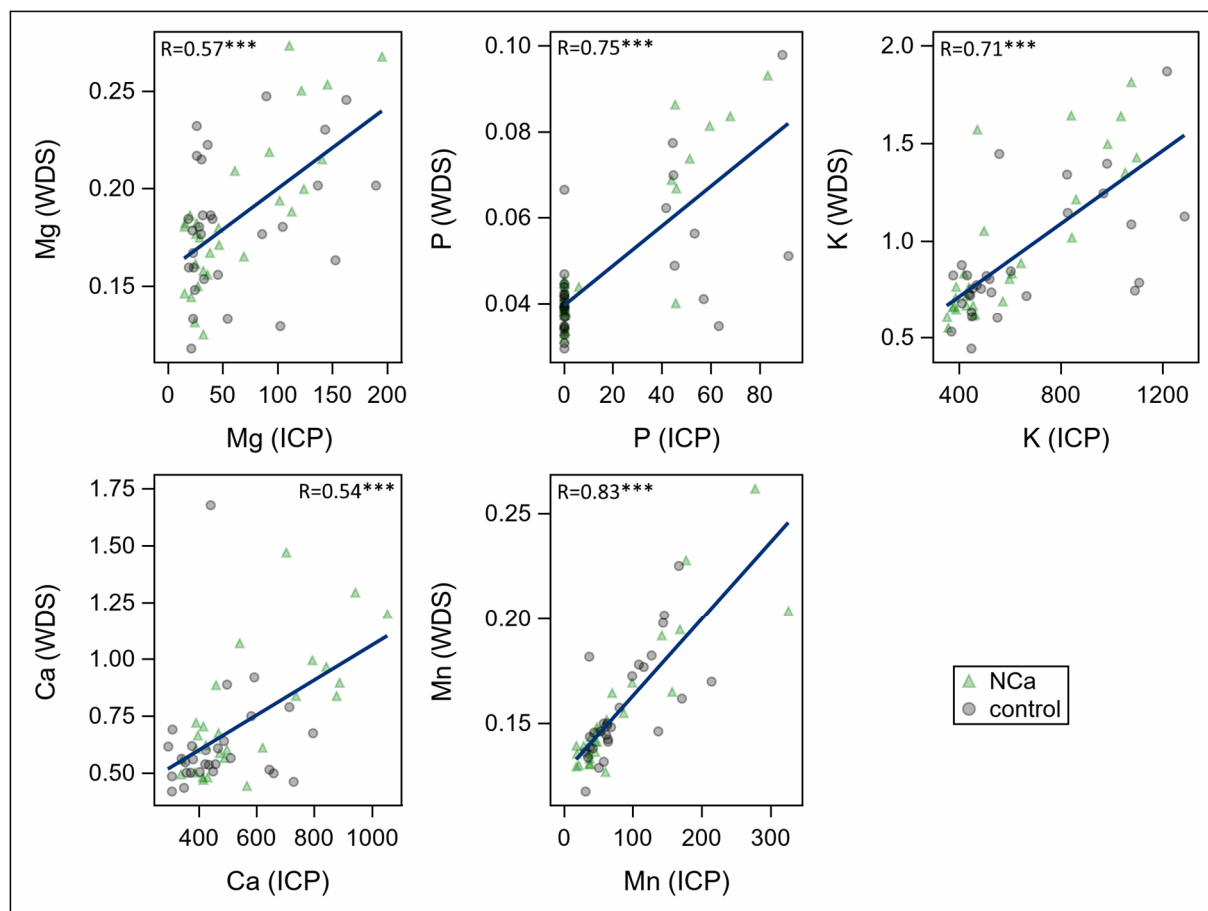 R=0.57***
0.25
0.20
0.15
Mg (WDS)
0 50 100 150 200
Mg (ICP)
R=0.75***
0.10
0.08
0.06
0.04
P (WDS)
0 20 40 60 80
P (ICP)
R=0.71***
2.0
1.5
1.0
0.5
K (WDS)
400 800 1200
K (ICP)
R=0.54***
1.75
1.50
1.25
1.00
0.75
0.50
Ca (WDS)
400 600 800 1000
Ca (ICP)
R=0.83***
0.25
0.20
0.15
Mn (WDS)
0 100 200 300
Mn (ICP)
NCa
control